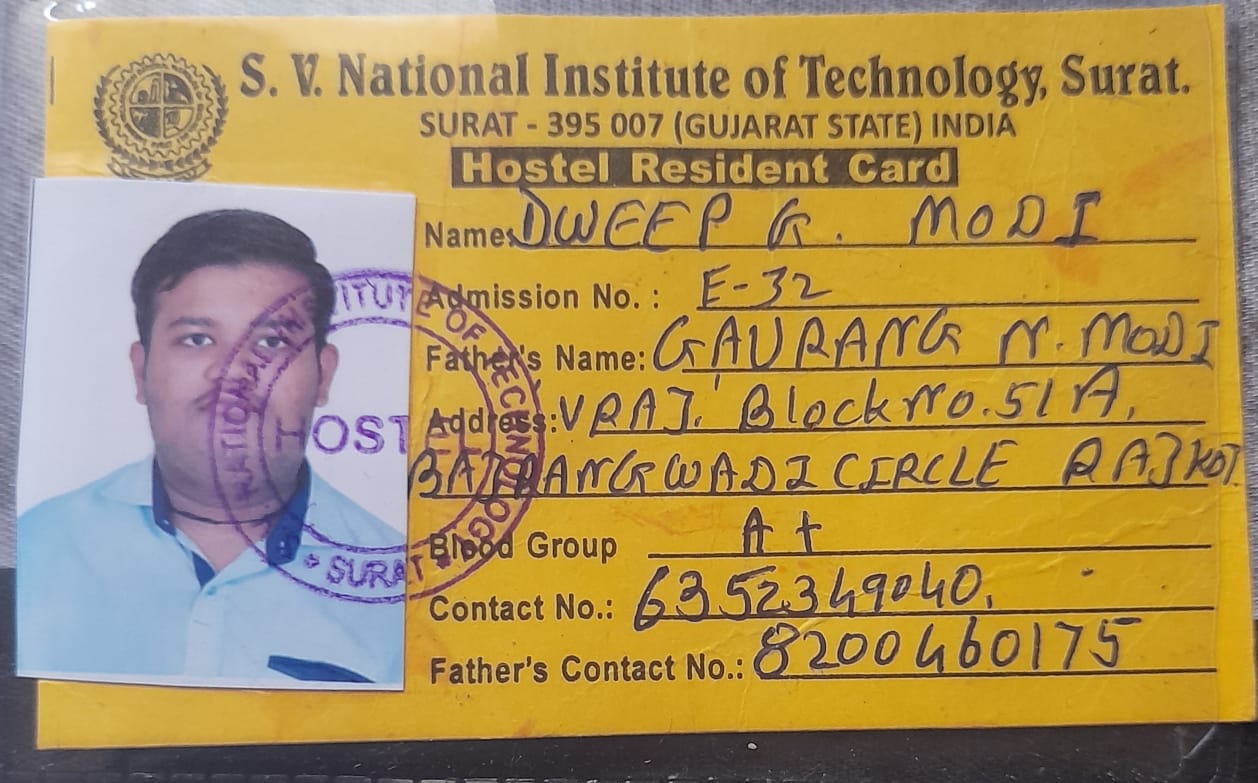 S. V. National Institute of Technology, Surat.
SURAT - 395 007 (GUJARAT STATE) INDIA
Hostel Resident Card
Name: DWEEP G. MODI
Admission No. : E-32
Father's Name: GAURANG N. MODI
Address: VRAJ. Block No. 51A,
BAJRANGWADI CIRCLE RAJKOT
Blood Group A+
Contact No.: 6352349040,
Father's Contact No.: 8200460175
NATIONAL INSTITUTE OF TECHNOLOGY
HOSTEL
* SURAT *